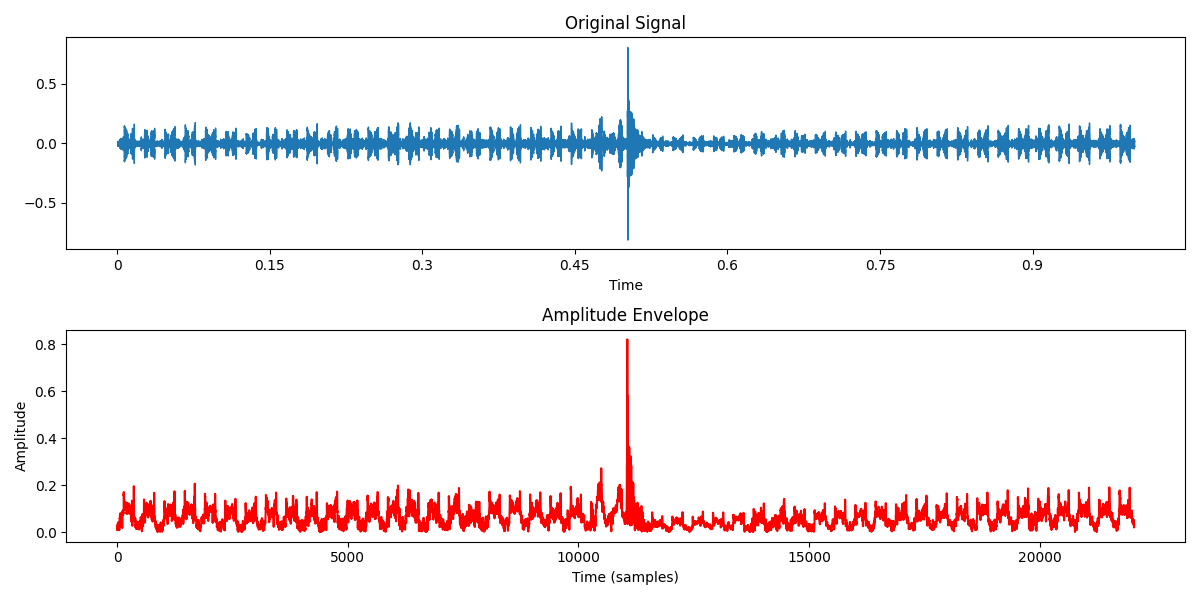 Original Signal
0.5
0.0
−0.5
0 0.15 0.3 0.45 0.6 0.75 0.9
Time
Amplitude Envelope
Amplitude
0.8
0.6
0.4
0.2
0.0
0 5000 10000 15000 20000
Time (samples)